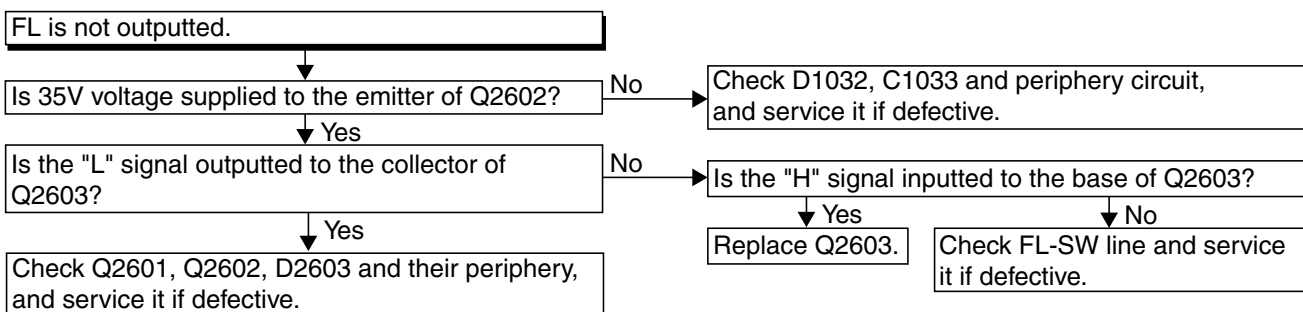 FL is not outputted.
Is 35V voltage supplied to the emitter of Q2602?
No
Check D1032, C1033 and periphery circuit,
and service it if defective.
Yes
Is the "L" signal outputted to the collector of
Q2603?
No
Is the "H" signal inputted to the base of Q2603?
Yes
Replace Q2603.
No
Check FL-SW line and service
it if defective.
Yes
Check Q2601, Q2602, D2603 and their periphery,
and service it if defective.